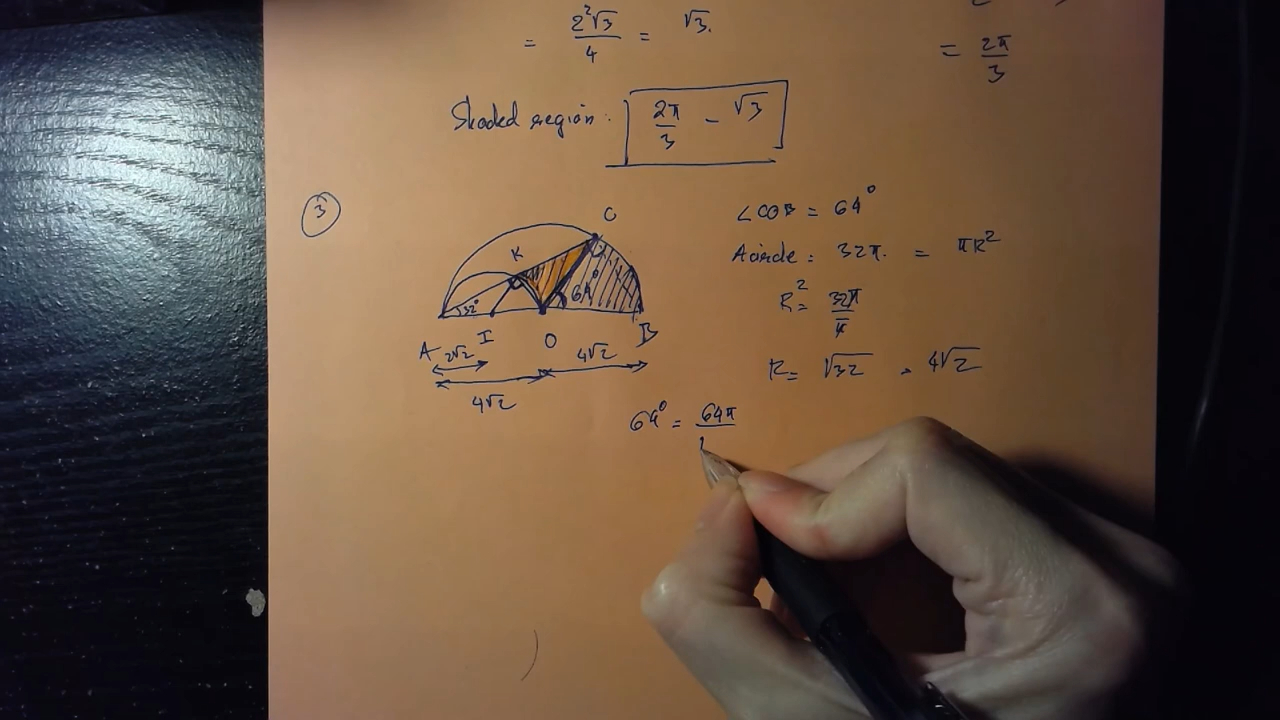 = 2²√3/4 = √3.
= 2π/3
Shaded region: 2π/3 - √3
3
∠COB = 64°
Acircle: 32π. = πR²
R² = 32π/π
R = √32 = 4√2
C
K
64°
32°
A I O B
2√2 4√2
4√2
64° = 64π